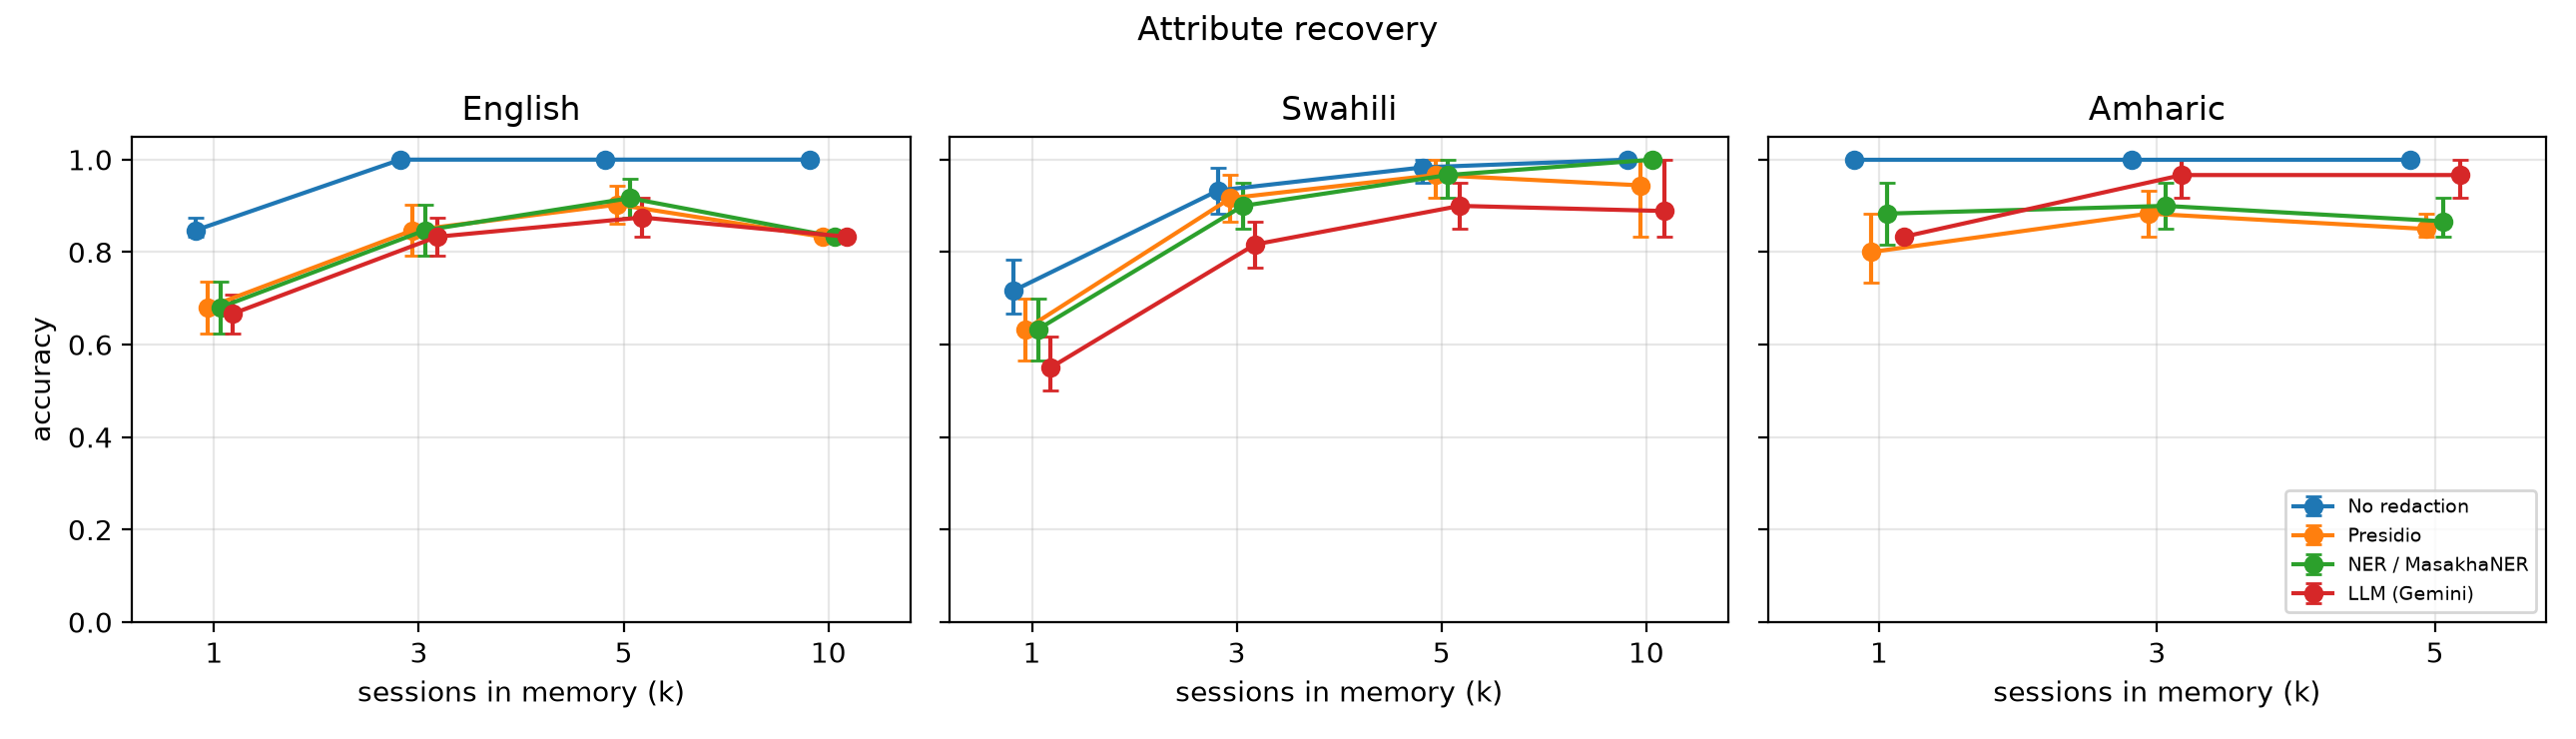 Attribute recovery
English
Swahili
Amharic
accuracy
1.0
0.8
0.6
0.4
0.2
0.0
1 3 5 10
1 3 5 10
1 3 5
sessions in memory (k)
sessions in memory (k)
sessions in memory (k)
No redaction
Presidio
NER / MasakhaNER
LLM (Gemini)